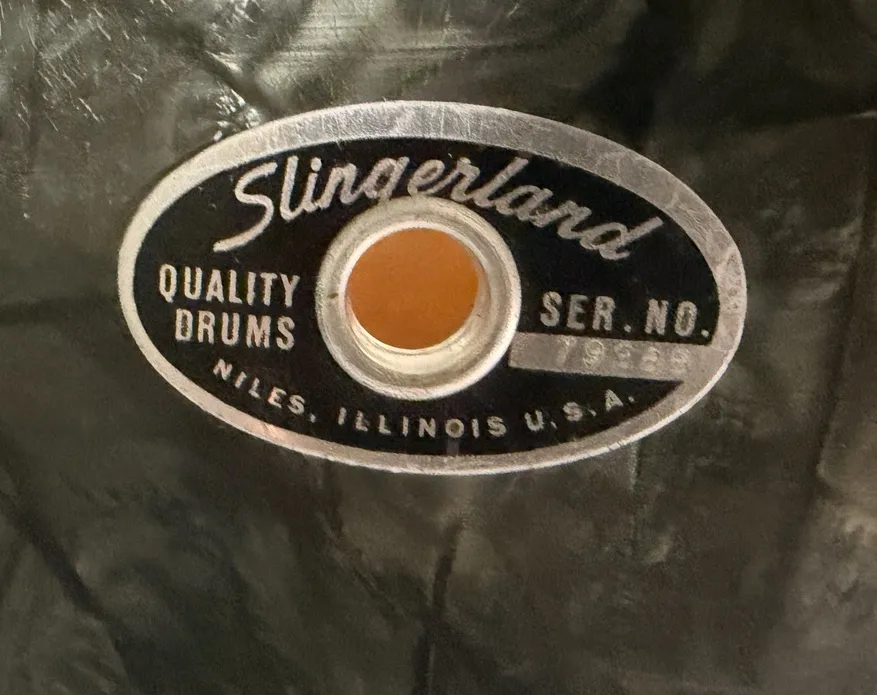 Slingerland
QUALITY
DRUMS
SER. NO.
NILES, ILLINOIS U.S.A.